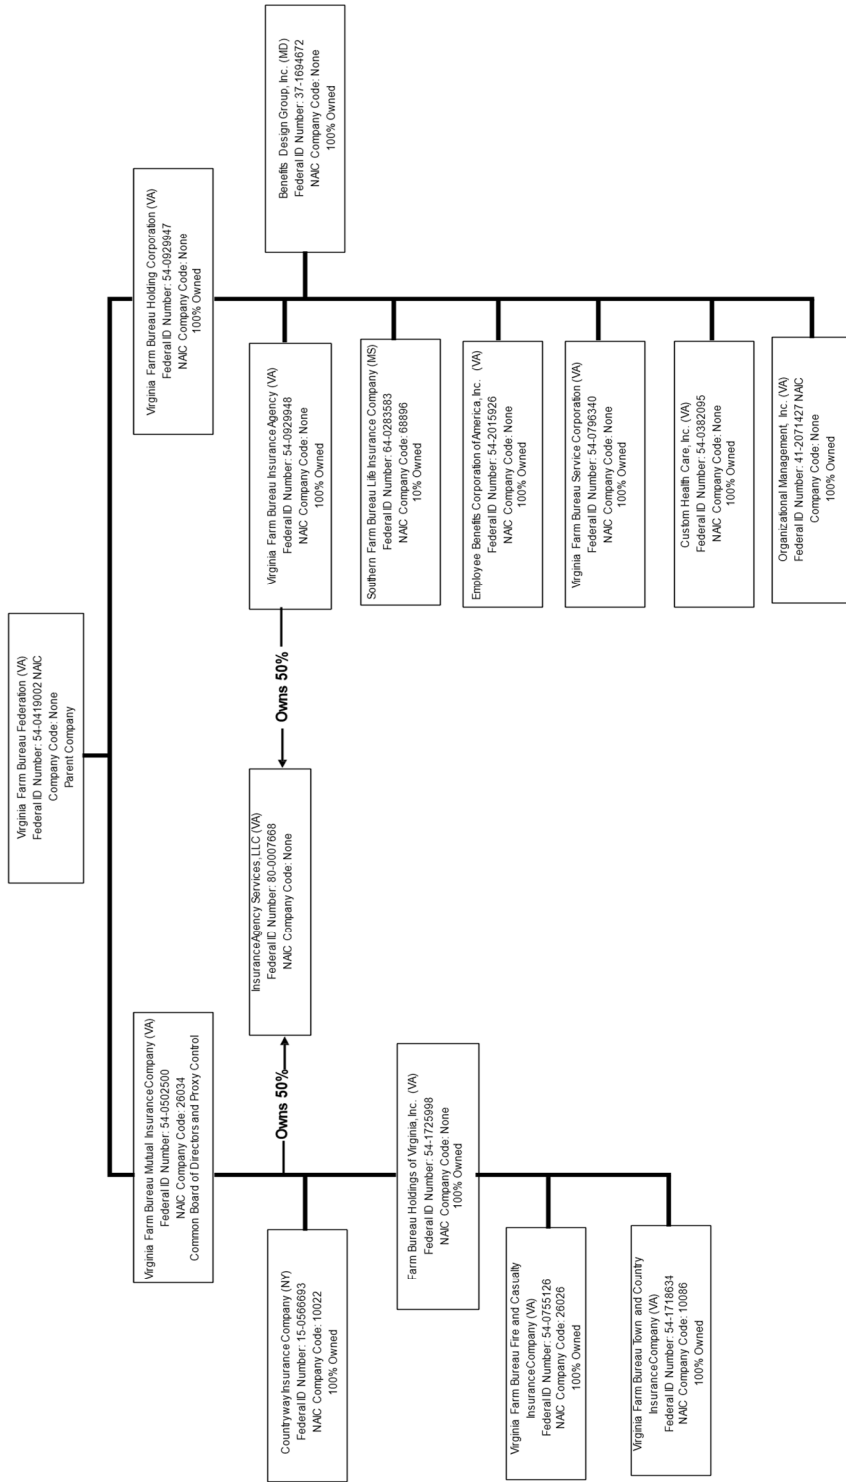 Virginia Farm Bureau Federation (VA)
Federal ID Number: 54-0419002 NAIC
Company Code: None
Parent Company
Virginia Farm Bureau Mutual Insurance Company (VA)
Federal ID Number: 54-0502500
NAIC Company Code: 26034
Common Board of Directors and Proxy Control
Virginia Farm Bureau Holding Corporation (VA)
Federal ID Number: 54-0929947
NAIC Company Code: None
100% Owned
Countryway Insurance Company (NY)
Federal ID Number: 15-0566693
NAIC Company Code: 10022
100% Owned
Owns 50%
Insurance Agency Services, LLC (VA)
Federal ID Number: 80-0007668
NAIC Company Code: None
Owns 50%
Virginia Farm Bureau Insurance Agency (VA)
Federal ID Number: 54-0929948
NAIC Company Code: None
100% Owned
Benefits Design Group, Inc. (MD)
Federal ID Number: 37-1694672
NAIC Company Code: None
100% Owned
Farm Bureau Holdings of Virginia, Inc. (VA)
Federal ID Number: 54-1725998
NAIC Company Code: None
100% Owned
Southern Farm Bureau Life Insurance Company (MS)
Federal ID Number: 64-0283583
NAIC Company Code: 68896
10% Owned
Employee Benefits Corporation of America, Inc. (VA)
Federal ID Number: 54-2015926
NAIC Company Code: None
100% Owned
Virginia Farm Bureau Fire and Casualty
Insurance Company (VA)
Federal ID Number: 54-0755126
NAIC Company Code: 26026
100% Owned
Virginia Farm Bureau Service Corporation (VA)
Federal ID Number: 54-0796340
NAIC Company Code: None
100% Owned
Virginia Farm Bureau Town and Country
Insurance Company (VA)
Federal ID Number: 54-1718634
NAIC Company Code: 10086
100% Owned
Custom Health Care, Inc. (VA)
Federal ID Number: 54-0382095
NAIC Company Code: None
100% Owned
Organizational Management, Inc. (VA)
Federal ID Number: 41-2071427 NAIC
Company Code: None
100% Owned